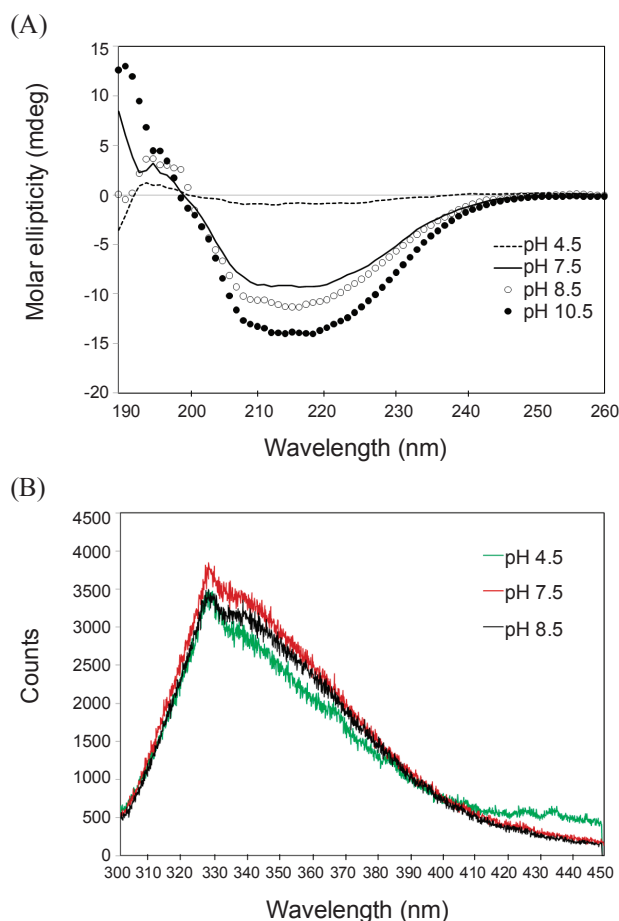 (A)
Molar ellipticity (mdeg)
15
10
5
0
-5
-10
-15
-20
190 200 210 220 230 240 250 260
Wavelength (nm)
pH 4.5
pH 7.5
pH 8.5
pH 10.5
(B)
Counts
4500
4000
3500
3000
2500
2000
1500
1000
500
0
300 310 320 330 340 350 360 370 380 390 400 410 420 430 440 450
Wavelength (nm)
pH 4.5
pH 7.5
pH 8.5